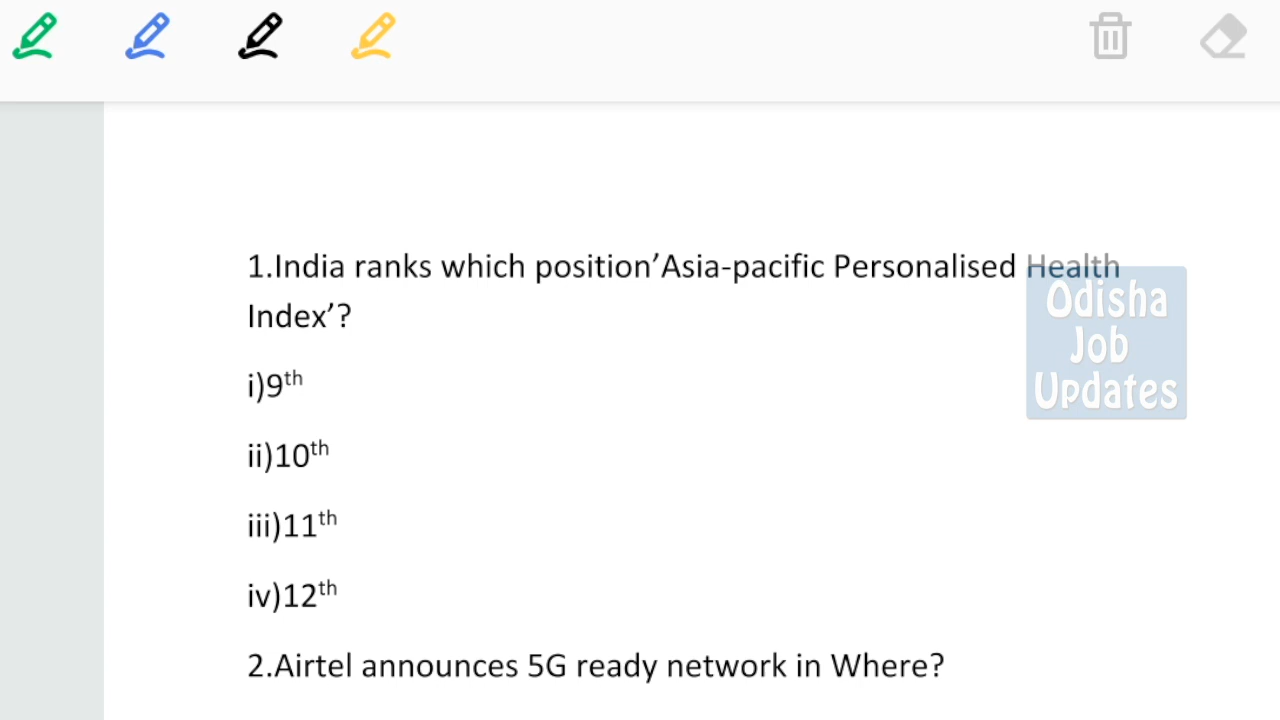 1.India ranks which position’Asia-pacific Personalised Health
Index’?
Odisha
Job
Updates
i)9th
ii)10th
iii)11th
iv)12th
2.Airtel announces 5G ready network in Where?